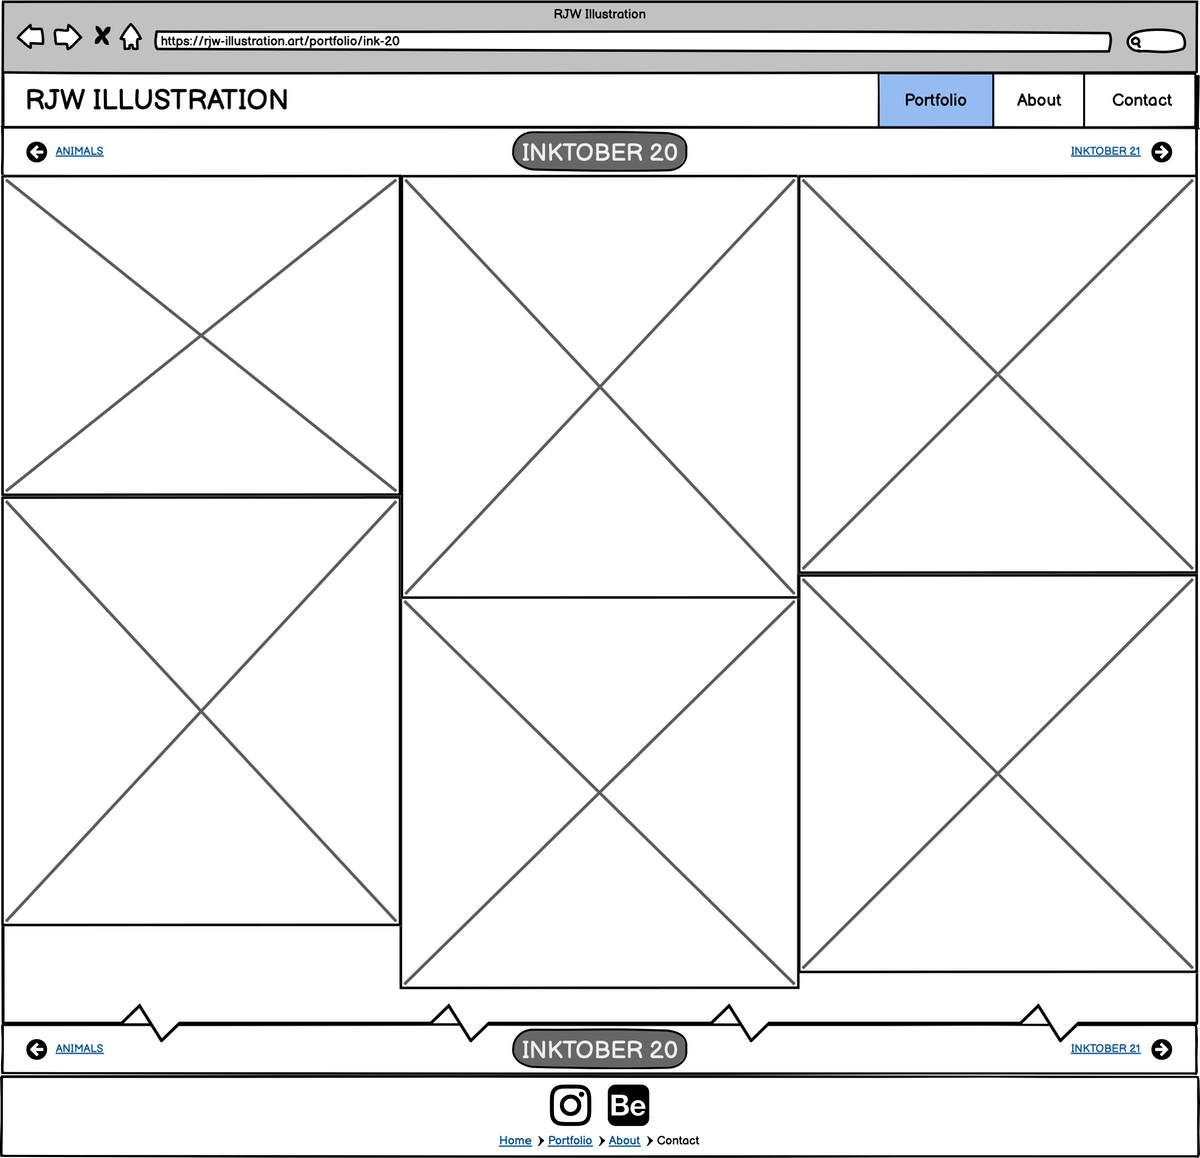 RJW Illustration
https://rjw-illustration.art/portfolio/ink-20
RJW ILLUSTRATION
Portfolio
About
Contact
ANIMALS
INKTOBER 20
INKTOBER 21
ANIMALS
INKTOBER 20
INKTOBER 21
Be
Home Portfolio About Contact